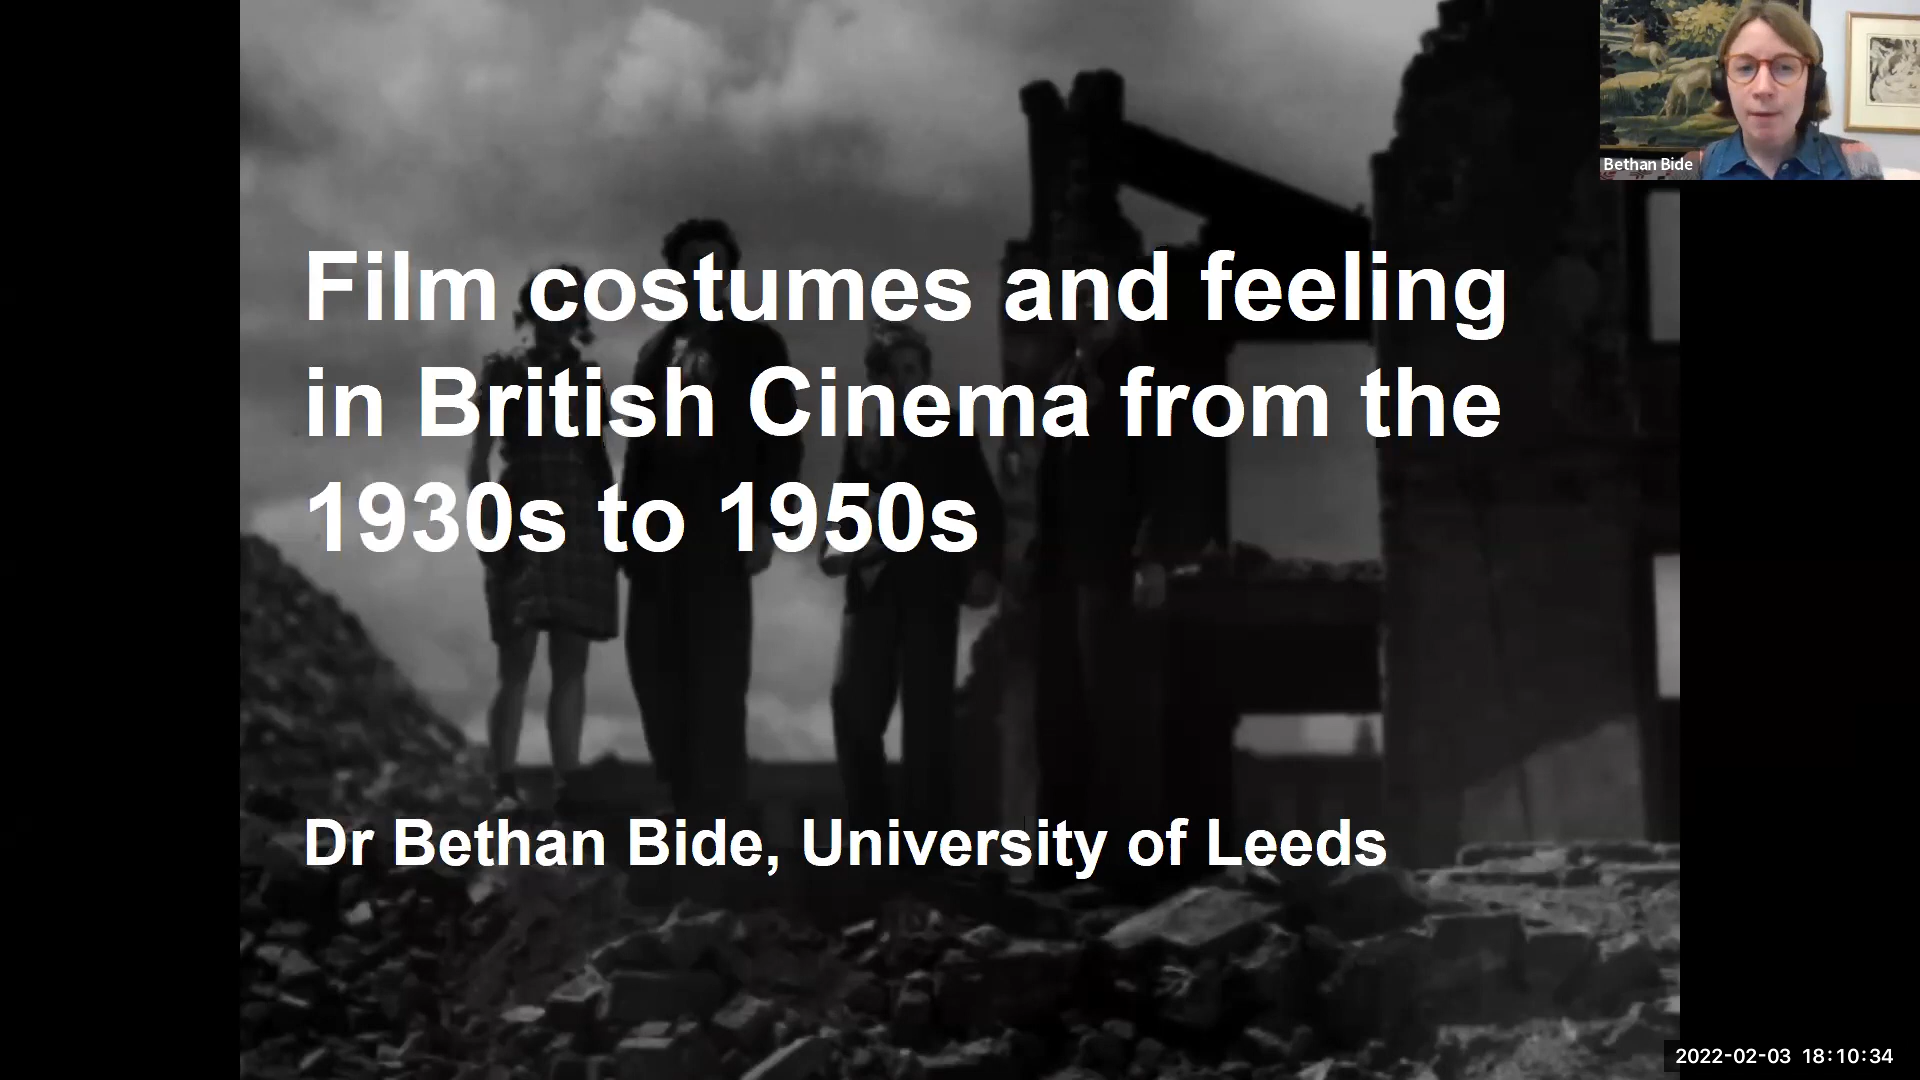 Bethan Bide
Film costumes and feeling
in British Cinema from the
1930s to 1950s
Dr Bethan Bide, University of Leeds
2022-02-03 18:10:34